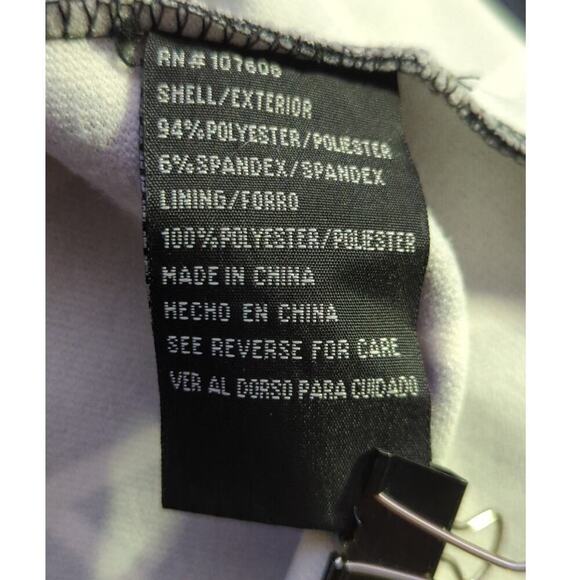 RN#107606
SHELL/EXTERIOR
94%POLYESTER/POLIESTER
6%SPANDEX/SPANDEX
LINING/FORRO
100%POLYESTER/POLIESTER
MADE IN CHINA
HECHO EN CHINA
SEE REVERSE FOR CARE
VER AL DORSO PARA CUIDADO